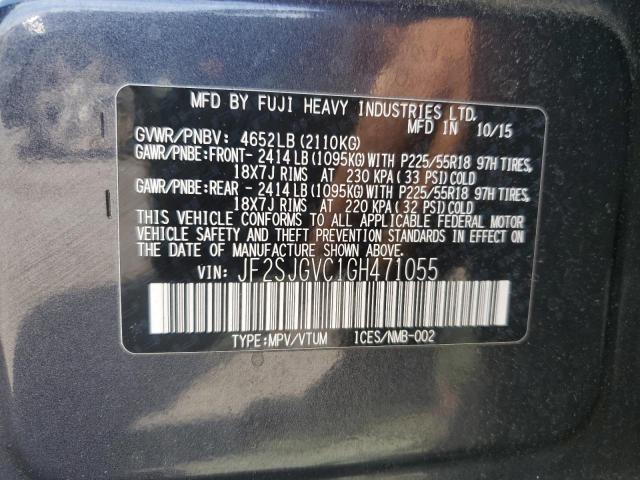 MFD BY FUJI HEAVY INDUSTRIES LTD.
MFD IN 10/15
GVWR/PNBV: 4652LB (2110KG)
GAWR/PNBE:FRONT- 2414 LB (1095KG) WITH P225/55R18 97H TIRES,
18X7J RIMS AT 230 KPA ( 33 PSI) COLD
GAWR/PNBE:REAR - 2414 LB (1095KG) WITH P225/55R18 97H TIRES,
18X7J RIMS AT 220 KPA ( 32 PSI) COLD
THIS VEHICLE CONFORMS TO ALL APPLICABLE FEDERAL MOTOR
VEHICLE SAFETY AND THEFT PREVENTION STANDARDS IN EFFECT ON
THE DATE OF MANUFACTURE SHOWN ABOVE.
VIN: JF2SJGVC1GH471055
TYPE:MPV/VTUM ICES/NMB-002